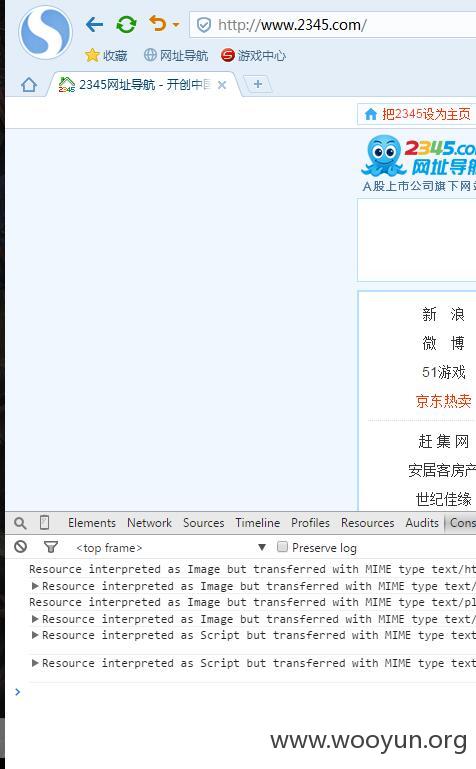 http://www.2345.com/
收藏 网址导航 游戏中心
2345网址导航 - 开创中国
把2345设为主页
2345.co
网址导航
A股上市公司旗下网站
新 浪
微 博
51游戏
京东热卖
赶 集 网
安居客房产
世纪佳缘
Elements Network Sources Timeline Profiles Resources Audits Cons
<top frame> Preserve log
Resource interpreted as Image but transferred with MIME type text/ht
Resource interpreted as Image but transferred with MIME type text/
Resource interpreted as Image but transferred with MIME type text/pl
Resource interpreted as Image but transferred with MIME type text/
Resource interpreted as Script but transferred with MIME type text
Resource interpreted as Script but transferred with MIME type text
www.wooyun.org